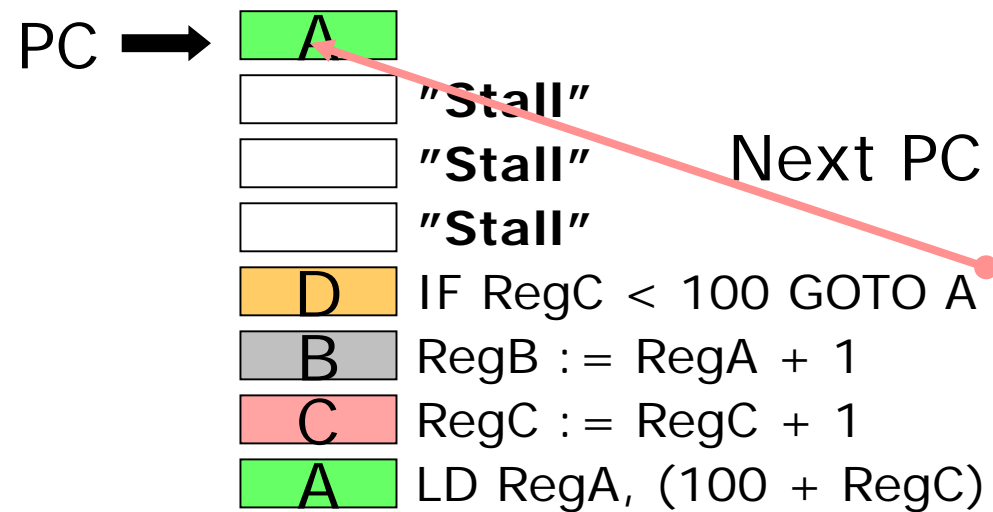 PC A
"Stall"
"Stall"
Next PC
"Stall"
D IF RegC < 100 GOTO A
B RegB := RegA + 1
C RegC := RegC + 1
A LD RegA, (100 + RegC)